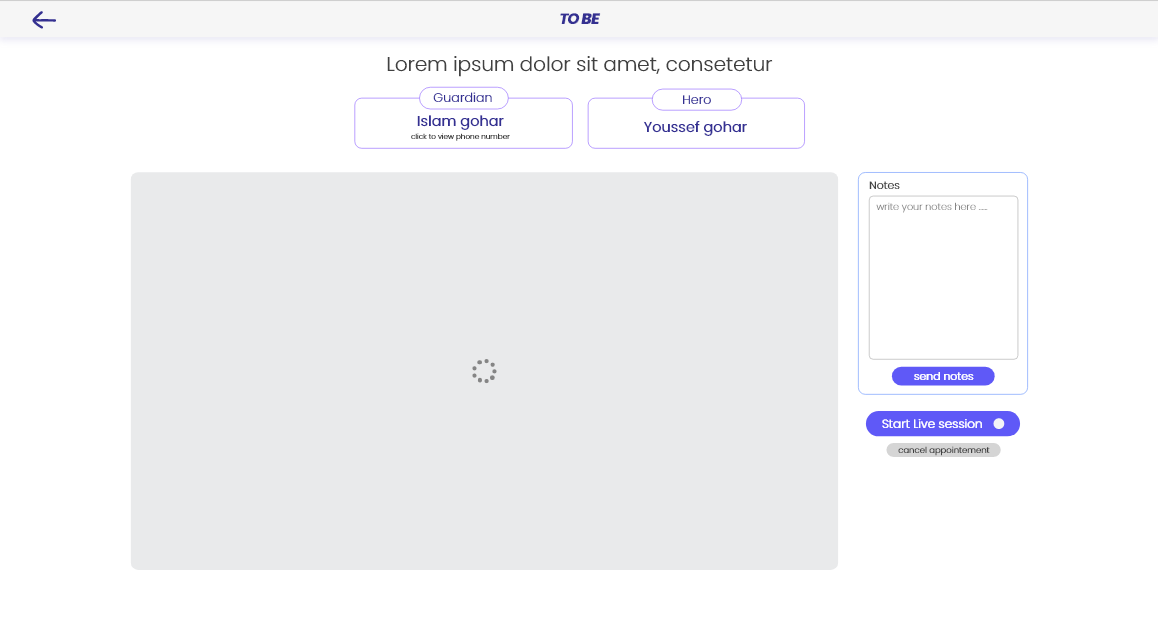 TO BE
Lorem ipsum dolor sit amet, consetetur
Guardian
Islam gohar
click to view phone number
Hero
Youssef gohar
Notes
write your notes here .....
send notes
Start Live session
cancel appointement